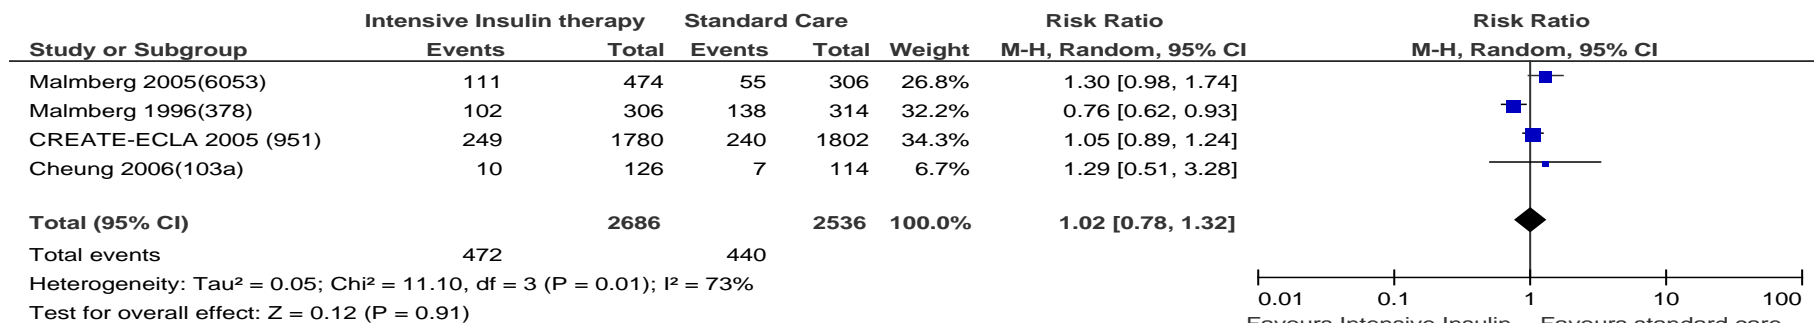 Intensive Insulin therapy Standard Care Risk Ratio Risk Ratio
Study or Subgroup Events Total Events Total Weight M-H, Random, 95% CI M-H, Random, 95% CI
Malmberg 2005(6053) 111 474 55 306 26.8% 1.30 [0.98, 1.74]
Malmberg 1996(378) 102 306 138 314 32.2% 0.76 [0.62, 0.93]
CREATE-ECLA 2005 (951) 249 1780 240 1802 34.3% 1.05 [0.89, 1.24]
Cheung 2006(103a) 10 126 7 114 6.7% 1.29 [0.51, 3.28]
Total (95% CI) 2686 2536 100.0% 1.02 [0.78, 1.32]
Total events 472 440
Heterogeneity: Tau² = 0.05; Chi² = 11.10, df = 3 (P = 0.01); I² = 73%
Test for overall effect: Z = 0.12 (P = 0.91)
0.01 0.1 1 10 100
Favours Intensive Insulin Favours standard care